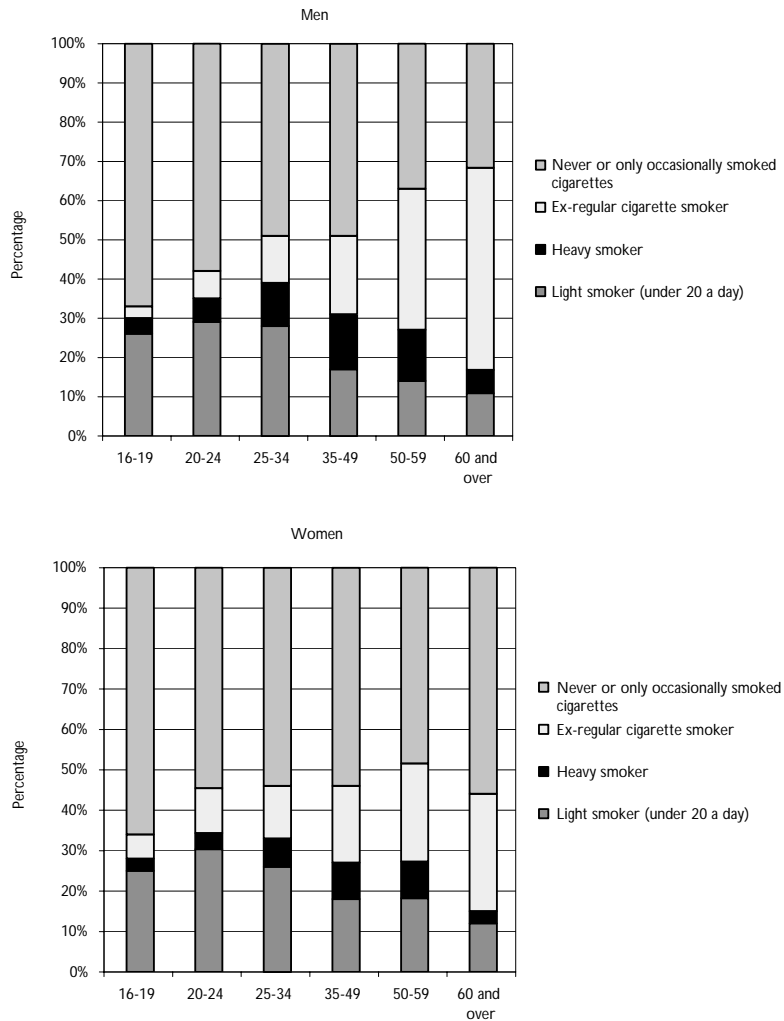 Men
100%
90%
80%
70%
60%
50%
40%
30%
20%
10%
0%
Percentage
16-19 20-24 25-34 35-49 50-59 60 and
over
Never or only occasionally smoked
cigarettes
Ex-regular cigarette smoker
Heavy smoker
Light smoker (under 20 a day)
Women
100%
90%
80%
70%
60%
50%
40%
30%
20%
10%
0%
Percentage
16-19 20-24 25-34 35-49 50-59 60 and
over
Never or only occasionally smoked
cigarettes
Ex-regular cigarette smoker
Heavy smoker
Light smoker (under 20 a day)